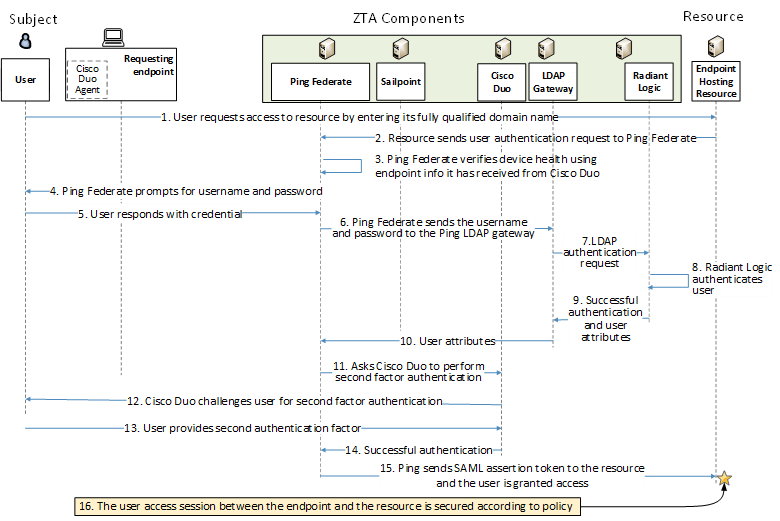 Subject
ZTA Components
Resource
User
Cisco
Duo
Agent
Requesting
endpoint
Ping Federate
Sailpoint
Cisco
Duo
LDAP
Gateway
Radiant
Logic
Endpoint
Hosting
Resource
1. User requests access to resource by entering its fully qualified domain name
2. Resource sends user authentication request to Ping Federate
3. Ping Federate verifies device health using
endpoint info it has received from Cisco Duo
4. Ping Federate prompts for username and password
5. User responds with credential
6. Ping Federate sends the username
and password to the Ping LDAP gateway
7.LDAP
authentication
request
8. Radiant Logic
authenticates
user
9. Successful
authentication
and user
attributes
10. User attributes
11. Asks Cisco Duo to perform
second factor authentication
12. Cisco Duo challenges user for second factor authentication
13. User provides second authentication factor
14. Successful authentication
15. Ping sends SAML assertion token to the resource
and the user is granted access
16. The user access session between the endpoint and the resource is secured according to policy